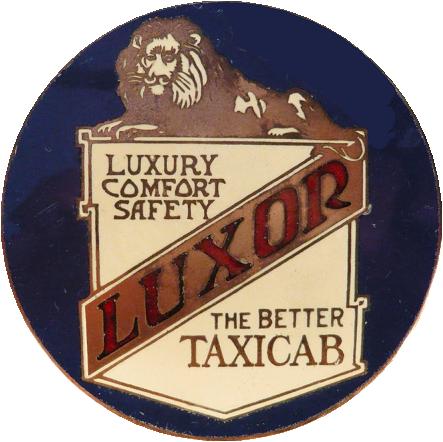 LUXURY
COMFORT
SAFETY
LUXOR
THE BETTER
TAXICAB